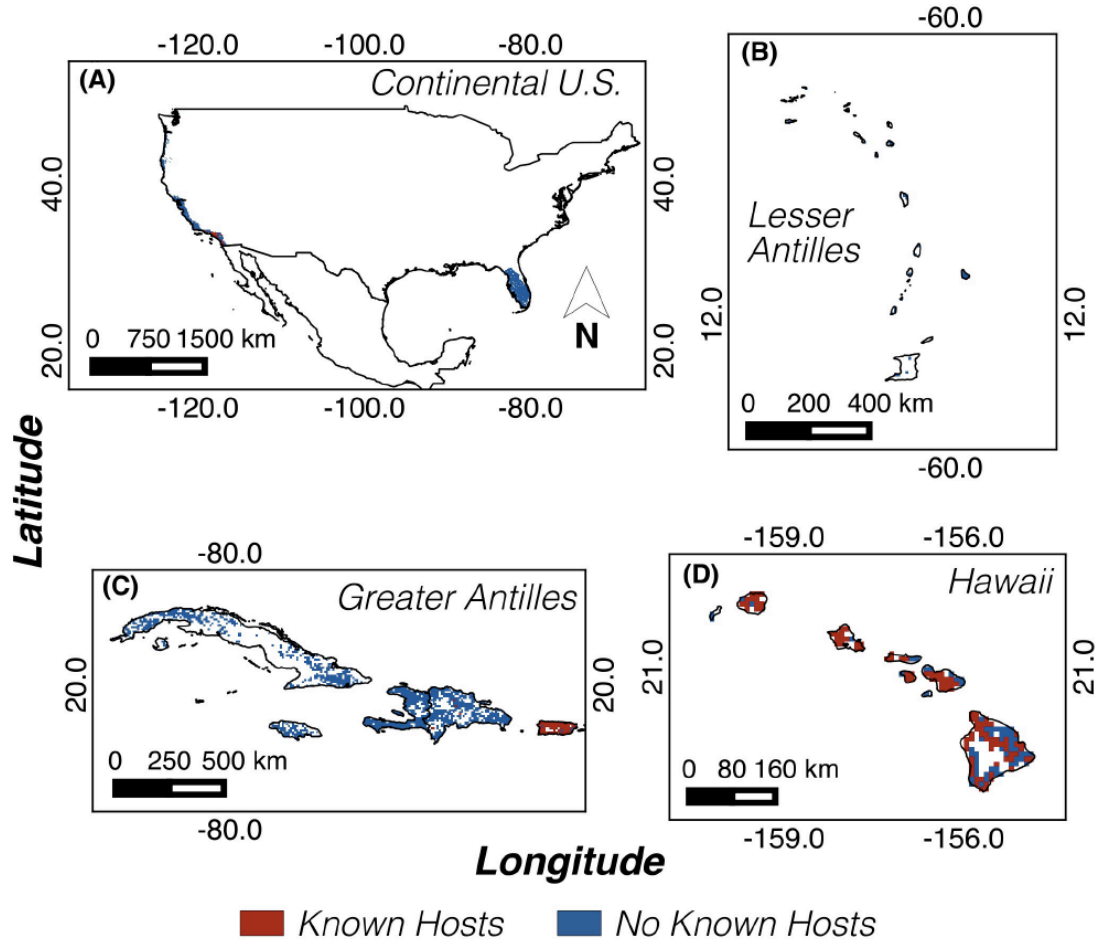 -120.0 -100.0 -80.0
(A) Continental U.S.
40.0 40.0
20.0 20.0
N
0 750 1500 km
-120.0 -100.0 -80.0
-60.0
(B)
Lesser
Antilles
12.0 12.0
0 200 400 km
-60.0
Latitude
-80.0
(C) Greater Antilles
20.0 20.0
0 250 500 km
-80.0
-159.0 -156.0
(D) Hawaii
21.0 21.0
0 80 160 km
-159.0 -156.0
Longitude
Known Hosts No Known Hosts